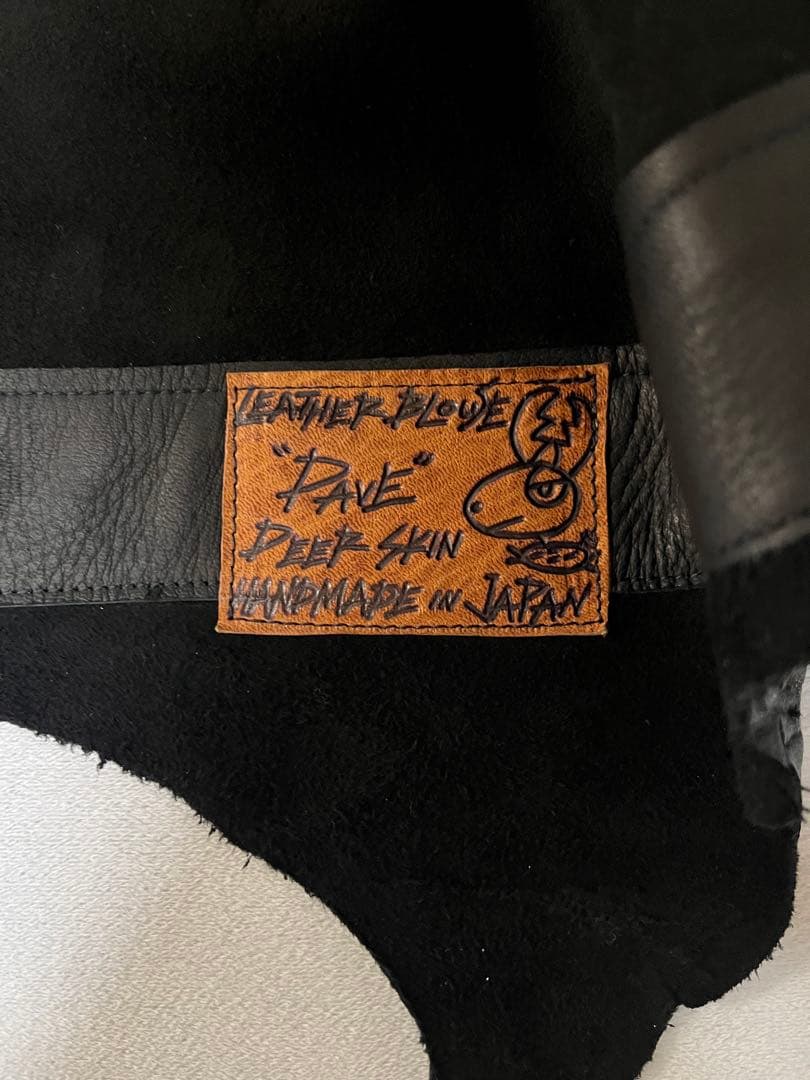 LEATHER BLOUSE
"DAVE"
DEER SKIN
HANDMADE IN JAPAN